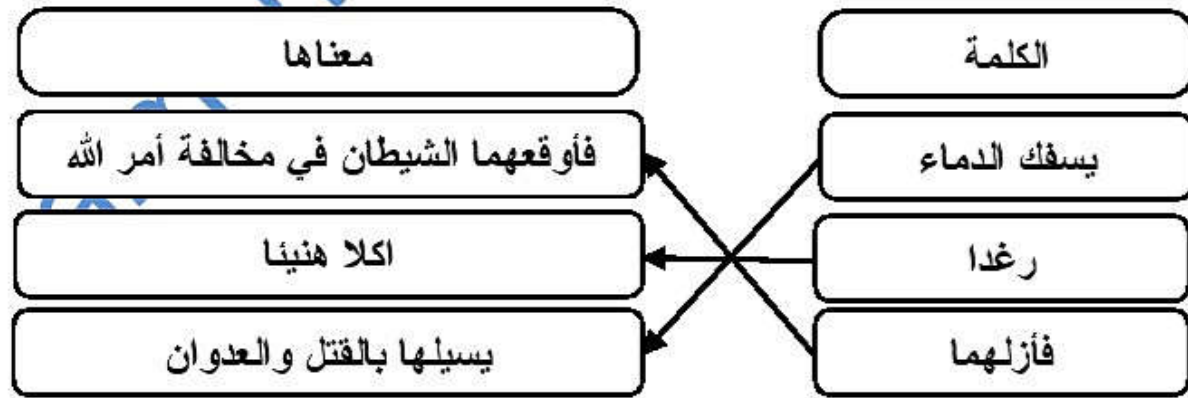 الكلمة
معناها
يسفك الدماء
فأوقعهما الشيطان في مخالفة أمر الله
رغدا
اكلا هنيئا
فأزلهما
يسيلها بالقتل والعدوان